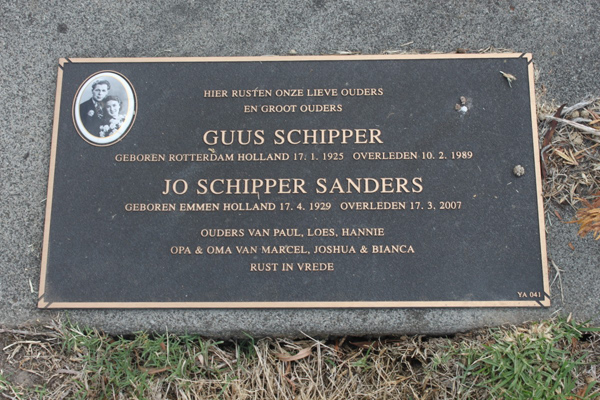 HIER RUSTEN ONZE LIEVE OUDERS
EN GROOT OUDERS
GUUS SCHIPPER
GEBOREN ROTTERDAM HOLLAND 17. 1. 1925 OVERLEDEN 10. 2. 1989
JO SCHIPPER SANDERS
GEBOREN EMMEN HOLLAND 17. 4. 1929 OVERLEDEN 17. 3. 2007
OUDERS VAN PAUL, LOES, HANNIE
OPA & OMA VAN MARCEL, JOSHUA & BIANCA
RUST IN VREDE
YA 041